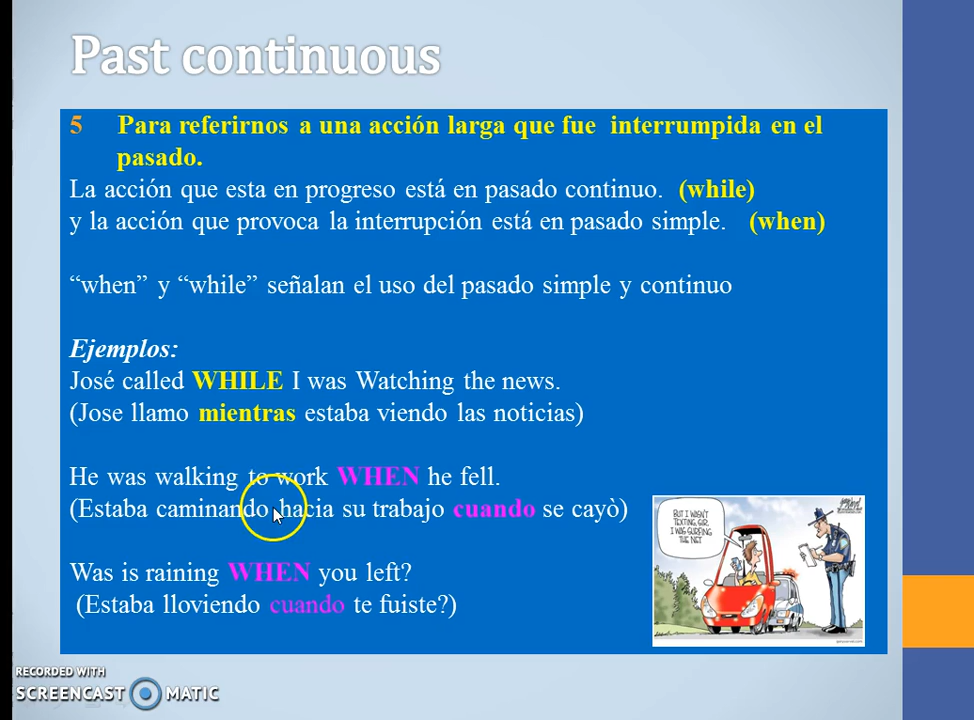 Past continuous
5 Para referirnos a una acción larga que fue interrumpida en el
pasado.
La acción que esta en progreso está en pasado continuo. (while)
y la acción que provoca la interrupción está en pasado simple. (when)
“when” y “while” señalan el uso del pasado simple y continuo
Ejemplos:
José called WHILE I was Watching the news.
(Jose llamo mientras estaba viendo las noticias)
He was walking to work WHEN he fell.
(Estaba caminando hacia su trabajo cuando se cayò)
BUT I WASN'T
TEXTING, SIR.
I WAS SURFING
THE NET
Was is raining WHEN you left?
(Estaba lloviendo cuando te fuiste?)
RECORDED WITH
SCREENCAST MATIC